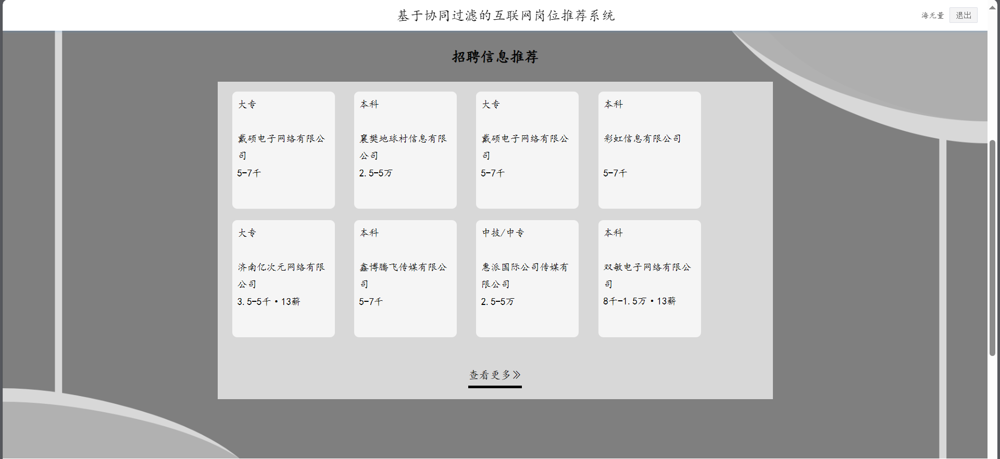 基于协同过滤的互联网岗位推荐系统
海无量
退出
招聘信息推荐
大专
戴硕电子网络有限公
司
5-7千
本科
襄樊地球村信息有限
公司
2.5-5万
大专
戴硕电子网络有限公
司
5-7千
本科
彩虹信息有限公司
5-7千
大专
济南亿次元网络有限
公司
3.5-5千·13薪
本科
鑫博腾飞传媒有限公
司
5-7千
中技/中专
惠派国际公司传媒有
限公司
2.5-5万
本科
双敏电子网络有限公
司
8千-1.5万·13薪
查看更多》